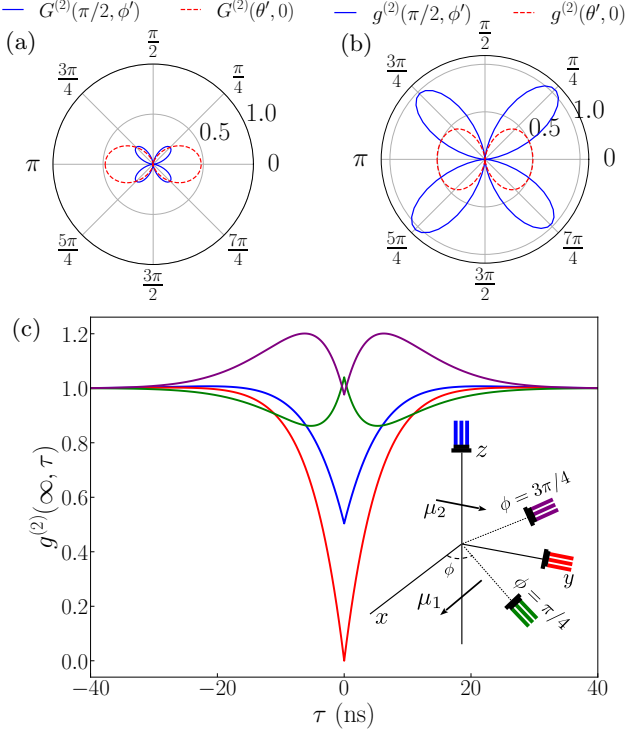 G^{(2)}(π/2, ϕ′) G^{(2)}(θ′, 0) g^{(2)}(π/2, ϕ′) g^{(2)}(θ′, 0)
(a)
π/2
3π/4
π/4
1.0
0.5
π
0
5π/4
7π/4
3π/2
(b)
π/2
3π/4
π/4
1.0
0.5
π
0
5π/4
7π/4
3π/2
(c)
g^{(2)}(∞, τ)
1.2
1.0
0.8
0.6
0.4
0.2
0.0
−40 −20 0 20 40
τ (ns)
z
μ₂
ϕ = 3π/4
ϕ
y
μ₁
ϕ = π/4
x